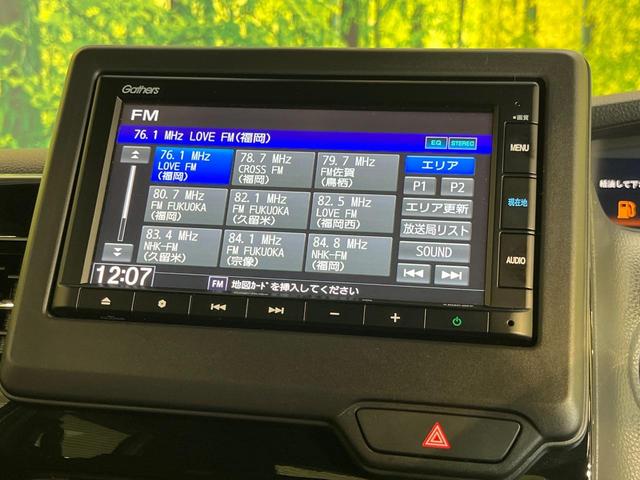 Gathers
画質
FM
76.1 MHz LOVE FM(福岡)
EQ STEREO
76.1 MHz
LOVE FM
(福岡)
78.7 MHz
CROSS FM
(福岡)
79.7 MHz
FM佐賀
(鳥栖)
80.7 MHz
FM FUKUOKA
(福岡)
82.1 MHz
FM FUKUOKA
(久留米)
82.5 MHz
LOVE FM
(福岡西)
83.4 MHz
NHK-FM
(久留米)
84.1 MHz
FM FUKUOKA
(宗像)
84.8 MHz
NHK-FM
(福岡)
エリア
P1 P2
エリア更新
放送局リスト
SOUND
12:07
FM 地図ｶｰﾄﾞを挿入してください
MENU
現在地
AUDIO